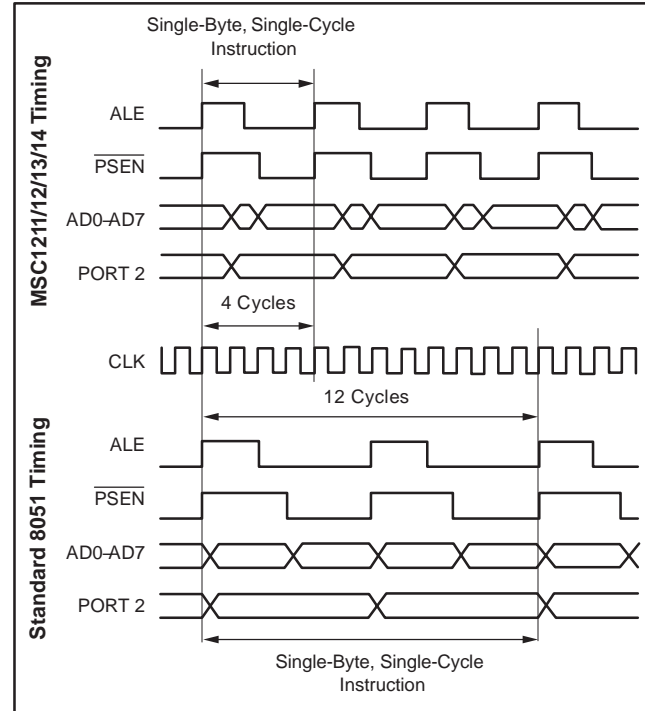 Single-Byte, Single-Cycle
Instruction
MSC1211/12/13/14 Timing
ALE
PSEN
AD0-AD7
PORT 2
4 Cycles
CLK
12 Cycles
Standard 8051 Timing
ALE
PSEN
AD0-AD7
PORT 2
Single-Byte, Single-Cycle
Instruction